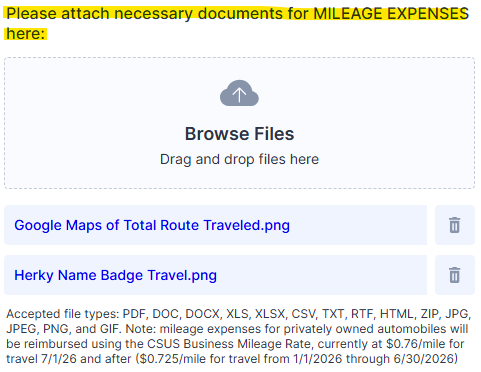 Please attach necessary documents for MILEAGE EXPENSES
here:
Browse Files
Drag and drop files here
Google Maps of Total Route Traveled.png
Herky Name Badge Travel.png
Accepted file types: PDF, DOC, DOCX, XLS, XLSX, CSV, TXT, RTF, HTML, ZIP, JPG,
JPEG, PNG, and GIF. Note: mileage expenses for privately owned automobiles will
be reimbursed using the CSUS Business Mileage Rate, currently at $0.76/mile for
travel 7/1/26 and after ($0.725/mile for travel from 1/1/2026 through 6/30/2026)